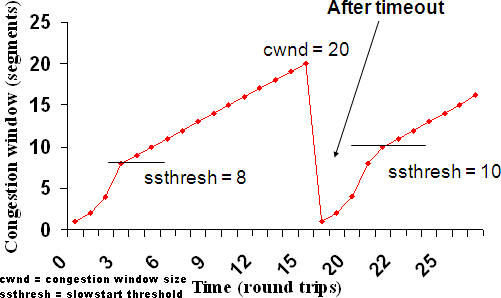 After timeout
Congestion window (segments)
25
20
15
10
5
0
cwnd = 20
ssthresh = 8
ssthresh = 10
0
3
6
9
12
15
20
22
25
Time (round trips)
cwnd = congestion window size
ssthresh = slowstart threshold